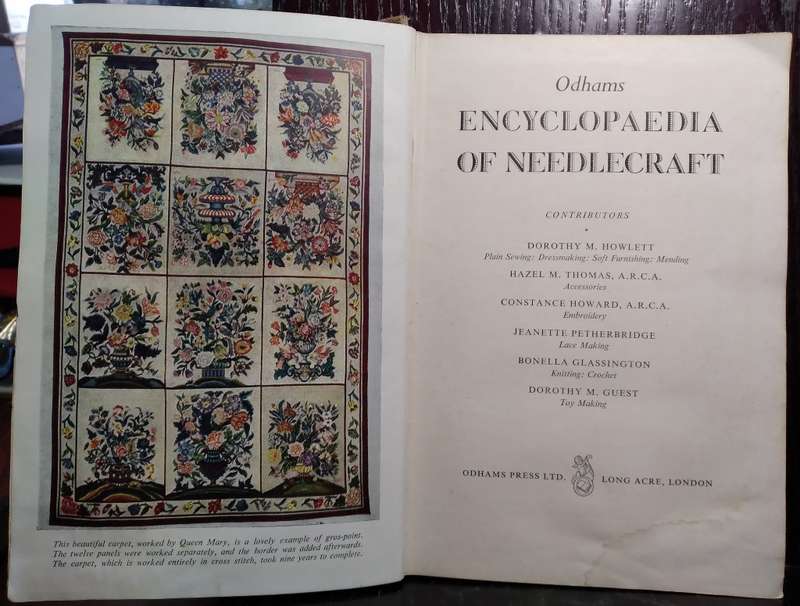 This beautiful carpet, worked by Queen Mary, is a lovely example of gros-point.
The twelve panels were worked separately, and the border was added afterwards.
The carpet, which is worked entirely in cross stitch, took nine years to complete.
Odhams
ENCYCLOPAEDIA
OF NEEDLECRAFT
CONTRIBUTORS
DOROTHY M. HOWLETT
Plain Sewing: Dressmaking: Soft Furnishing: Mending
HAZEL M. THOMAS, A.R.C.A.
Accessories
CONSTANCE HOWARD, A.R.C.A.
Embroidery
JEANETTE PETHERBRIDGE
Lace Making
BONELLA GLASSINGTON
Knitting: Crochet
DOROTHY M. GUEST
Toy Making
ODHAMS PRESS LTD. LONG ACRE, LONDON